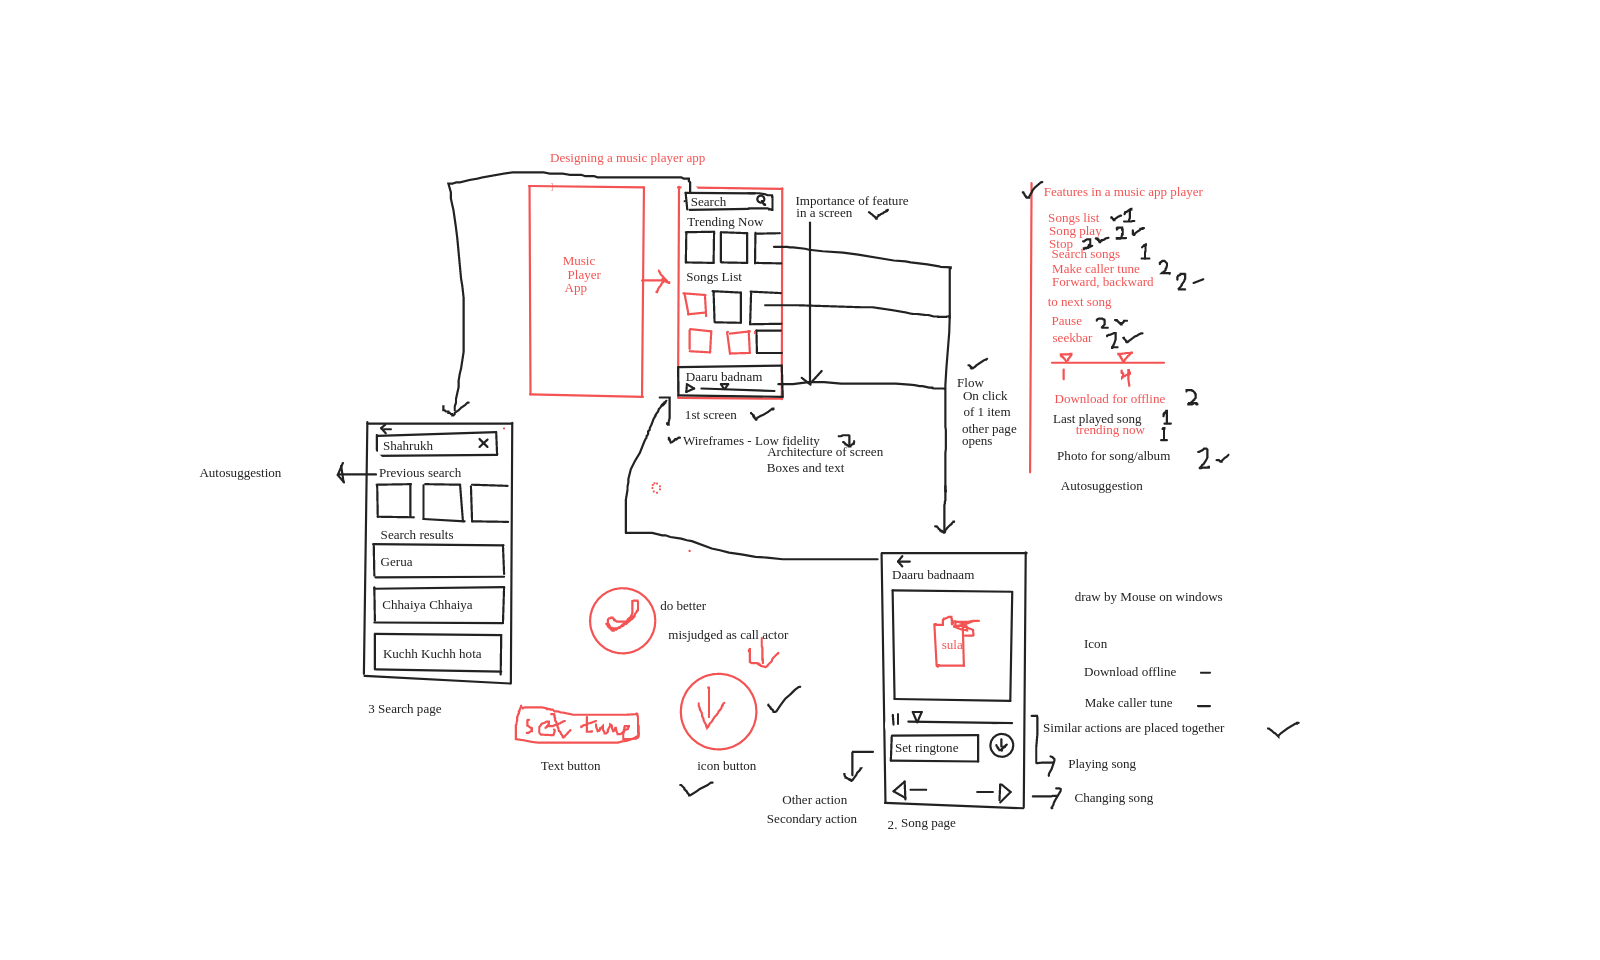 Designing a music player app
Music
Player
App
Search
Trending Now
Songs List
Daaru badnam
1st screen
Importance of feature
in a screen
Wireframes - Low fidelity
Architecture of screen
Boxes and text
Flow
On click
of 1 item
other page
opens
Features in a music app player
Songs list 1
Song play 2
Stop 2
Search songs 1
Make caller tune 2
Forward, backward 2
to next song
Pause 2
seekbar 2
1 4
Download for offline 2
Last played song 1
trending now 1
Photo for song/album 2
Autosuggestion
Shahrukh
Autosuggestion
Previous search
Search results
Gerua
Chhaiya Chhaiya
Kuchh Kuchh hota
3 Search page
do better
misjudged as call actor
set tune
Text button
icon button
Daaru badnaam
sula
Set ringtone
2. Song page
Other action
Secondary action
draw by Mouse on windows
Icon
Download offline
Make caller tune
Similar actions are placed together
Playing song
Changing song